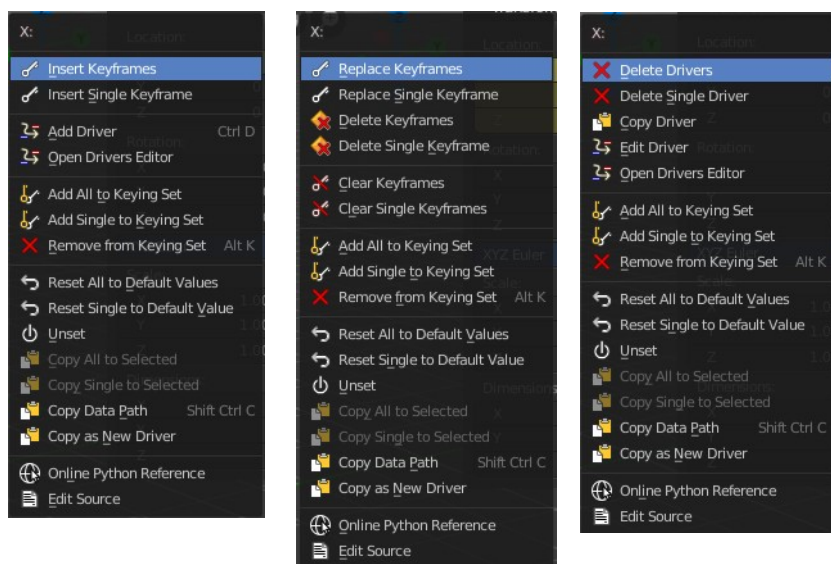 X:
Insert Keyframes
Insert Single Keyframe
Add Driver Ctrl D
Open Drivers Editor
Add All to Keying Set
Add Single to Keying Set
Remove from Keying Set Alt K
Reset All to Default Values
Reset Single to Default Value
Unset
Copy All to Selected
Copy Single to Selected
Copy Data Path Shift Ctrl C
Copy as New Driver
Online Python Reference
Edit Source
X:
Replace Keyframes
Replace Single Keyframe
Delete Keyframes
Delete Single Keyframe
Clear Keyframes
Clear Single Keyframes
Add All to Keying Set
Add Single to Keying Set
Remove from Keying Set Alt K
Reset All to Default Values
Reset Single to Default Value
Unset
Copy All to Selected
Copy Single to Selected
Copy Data Path Shift Ctrl C
Copy as New Driver
Online Python Reference
Edit Source
X:
Delete Drivers
Delete Single Driver
Copy Driver
Edit Driver
Open Drivers Editor
Add All to Keying Set
Add Single to Keying Set
Remove from Keying Set Alt K
Reset All to Default Values
Reset Single to Default Value
Unset
Copy All to Selected
Copy Single to Selected
Copy Data Path Shift Ctrl C
Copy as New Driver
Online Python Reference
Edit Source